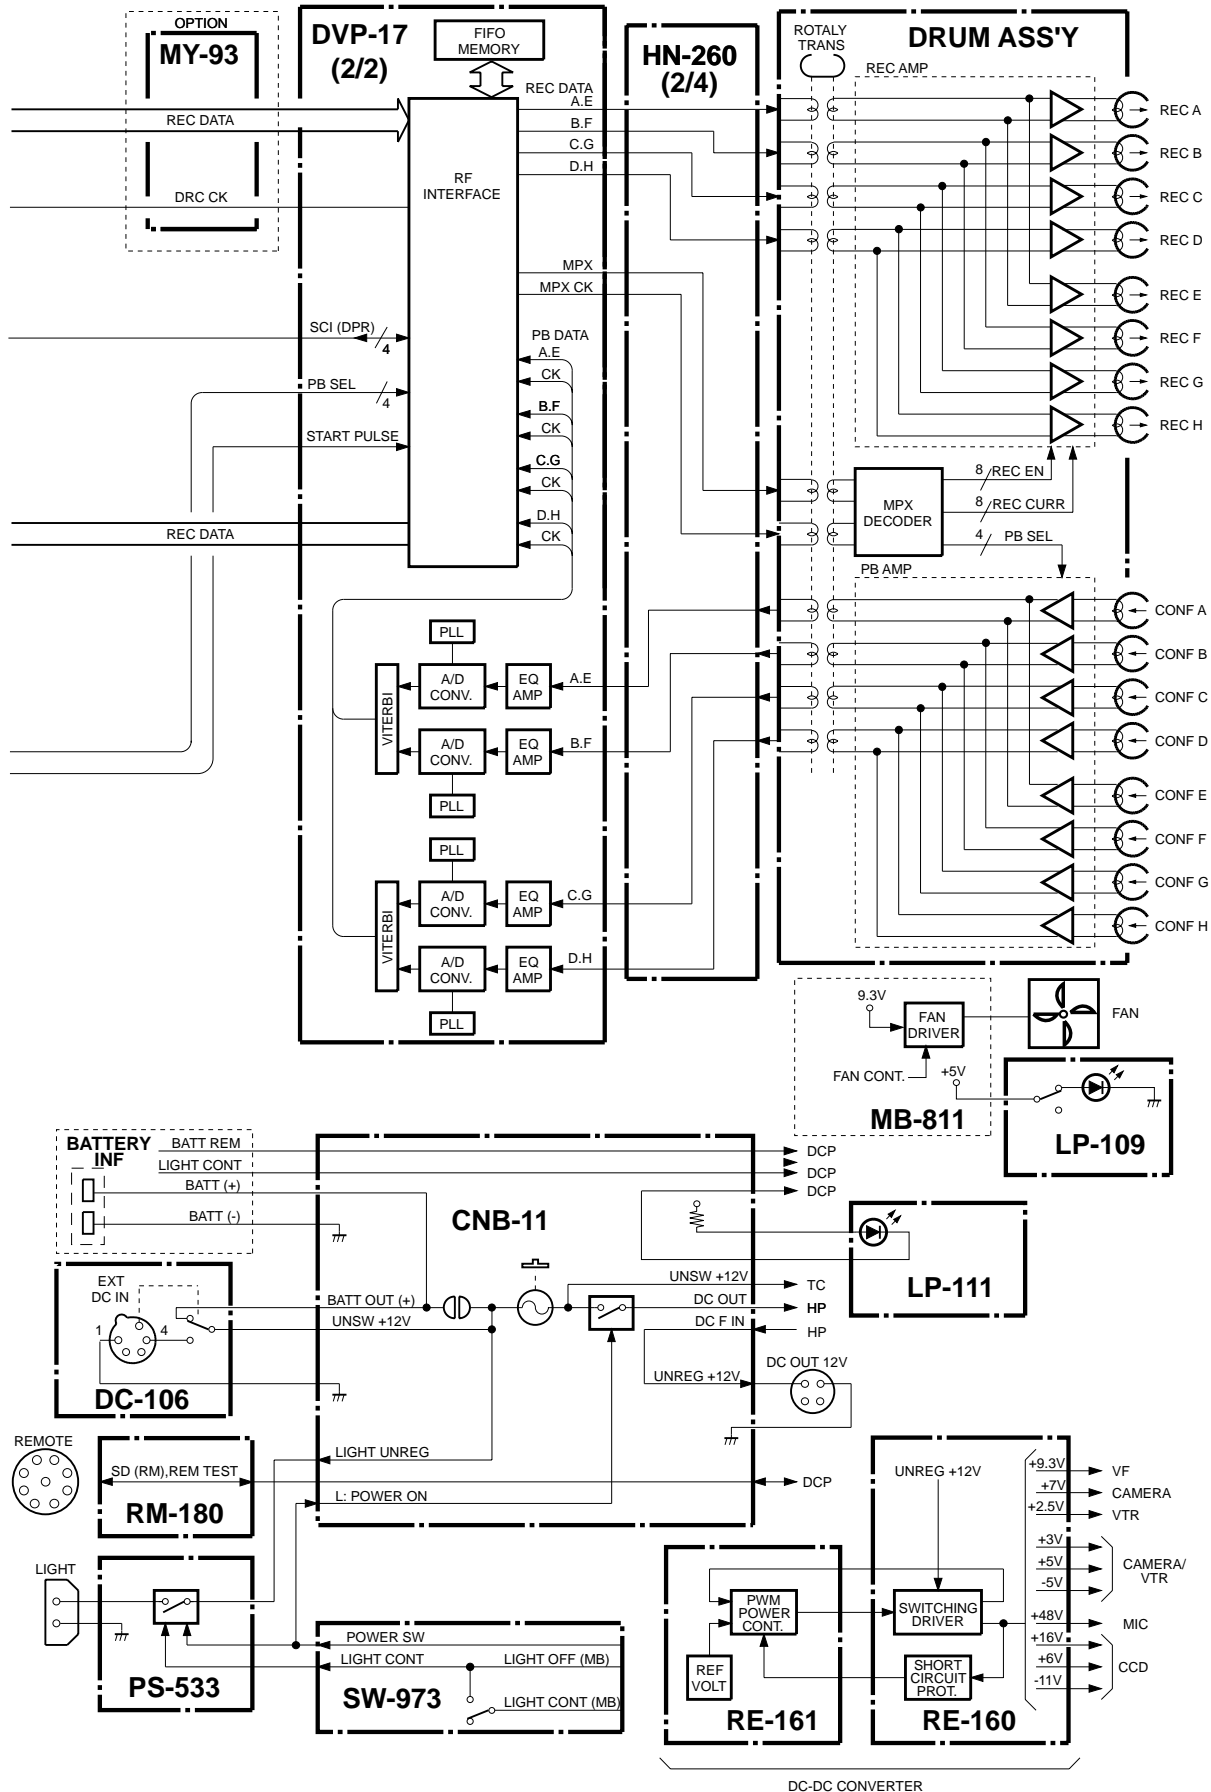 OPTION
MY-93
REC DATA
DRC CK
SCI (DPR)
4
PB SEL
4
START PULSE
REC DATA
DVP-17
(2/2)
FIFO
MEMORY
RF
INTERFACE
REC DATA
A.E
B.F
C.G
D.H
MPX
MPX CK
PB DATA
A.E
CK
B.F
CK
C.G
CK
D.H
CK
PLL
VITERBI
A/D
CONV.
EQ
AMP
A.E
A/D
CONV.
EQ
AMP
B.F
PLL
PLL
VITERBI
A/D
CONV.
EQ
AMP
C.G
A/D
CONV.
EQ
AMP
D.H
PLL
HN-260
(2/4)
ROTALY
TRANS
DRUM ASS'Y
REC AMP
REC A
REC B
REC C
REC D
REC E
REC F
REC G
REC H
MPX
DECODER
8
REC EN
8
REC CURR
4
PB SEL
PB AMP
CONF A
CONF B
CONF C
CONF D
CONF E
CONF F
CONF G
CONF H
9.3V
FAN
DRIVER
FAN
FAN CONT.
+5V
MB-811
LP-109
BATTERY
INF
BATT REM
LIGHT CONT
BATT (+)
BATT (-)
CNB-11
DCP
DCP
DCP
LP-111
EXT
DC IN
1
4
DC-106
BATT OUT (+)
UNSW +12V
UNSW +12V
TC
DC OUT
HP
DC F IN
HP
UNREG +12V
DC OUT 12V
LIGHT UNREG
REMOTE
SD (RM),REM TEST
DCP
RM-180
L: POWER ON
LIGHT
PS-533
POWER SW
LIGHT CONT
LIGHT OFF (MB)
LIGHT CONT (MB)
SW-973
PWM
POWER
CONT.
REF
VOLT
RE-161
UNREG +12V
SWITCHING
DRIVER
SHORT
CIRCUIT
PROT.
RE-160
+9.3V
VF
+7V
CAMERA
+2.5V
VTR
+3V
+5V
-5V
CAMERA/
VTR
+48V
MIC
+16V
+6V
-11V
CCD
DC-DC CONVERTER